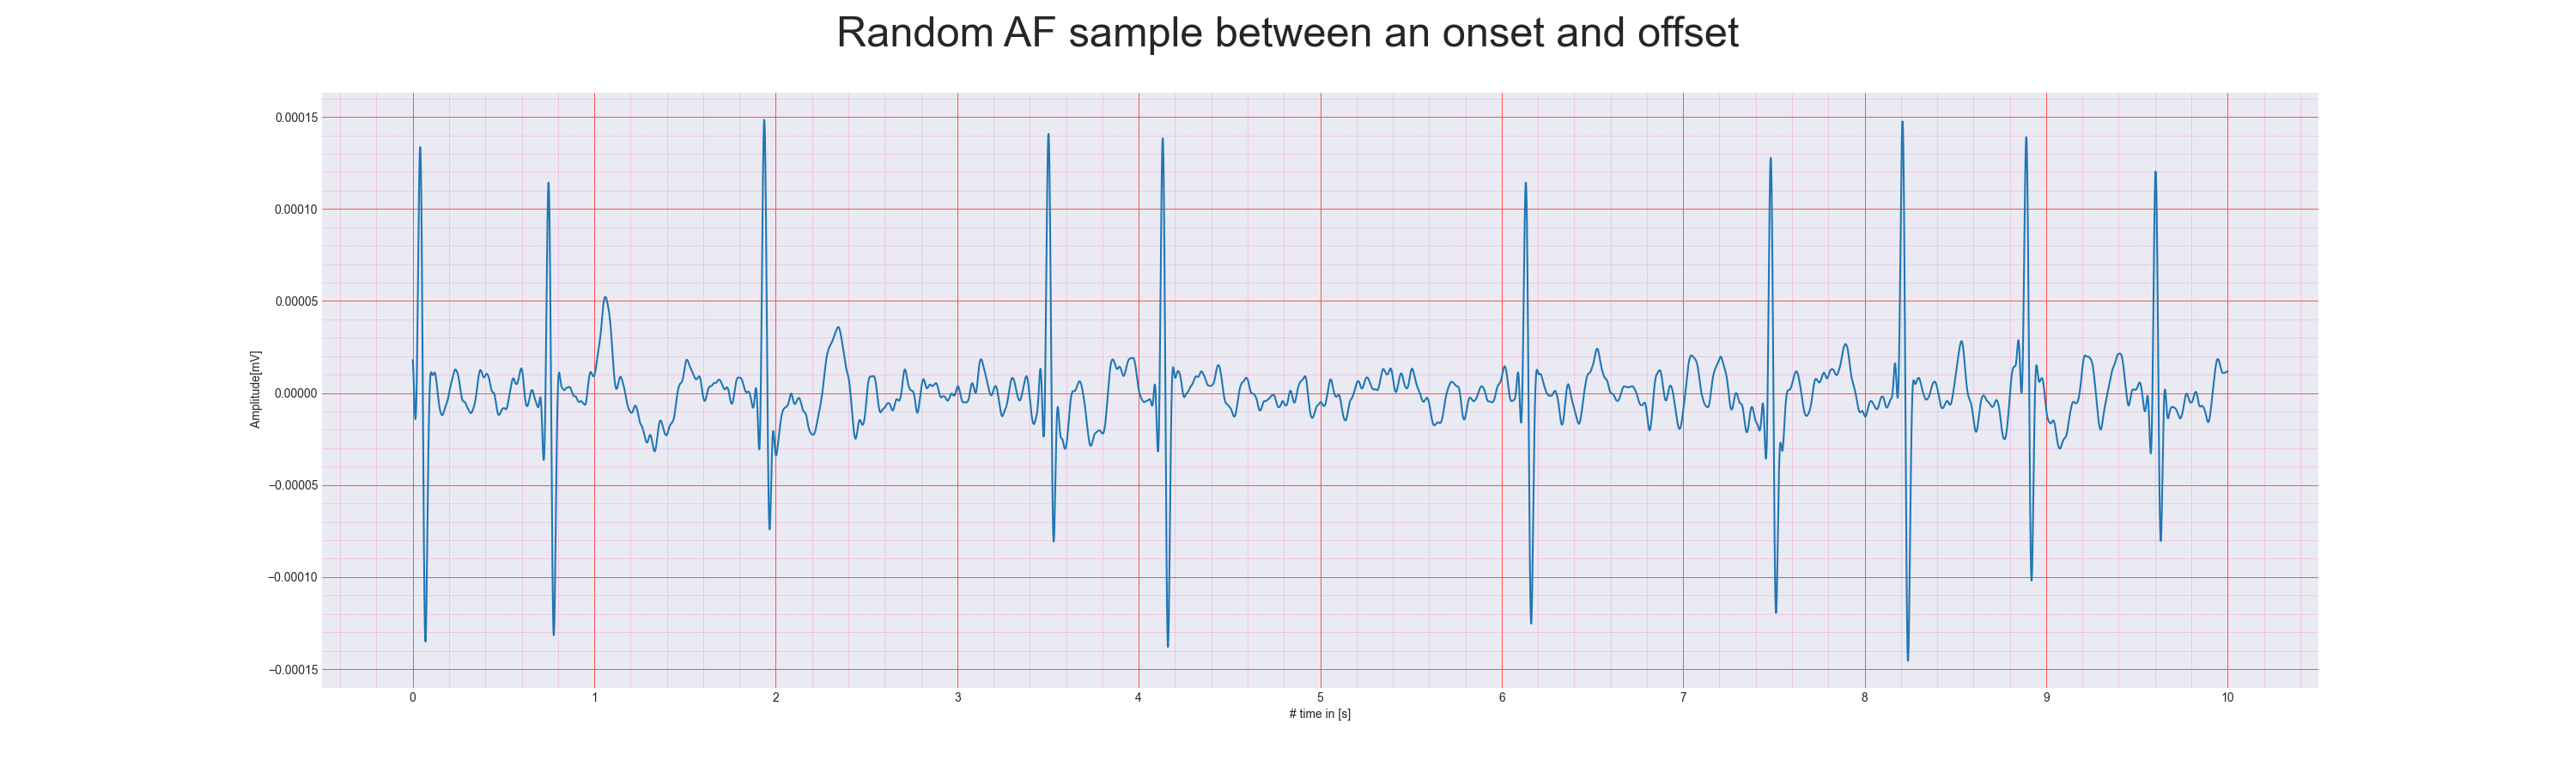 Random AF sample between an onset and offset
0.00015
0.00010
0.00005
0.00000
−0.00005
−0.00010
−0.00015
Amplitude[mV]
0 1 2 3 4 5 6 7 8 9 10
# time in [s]